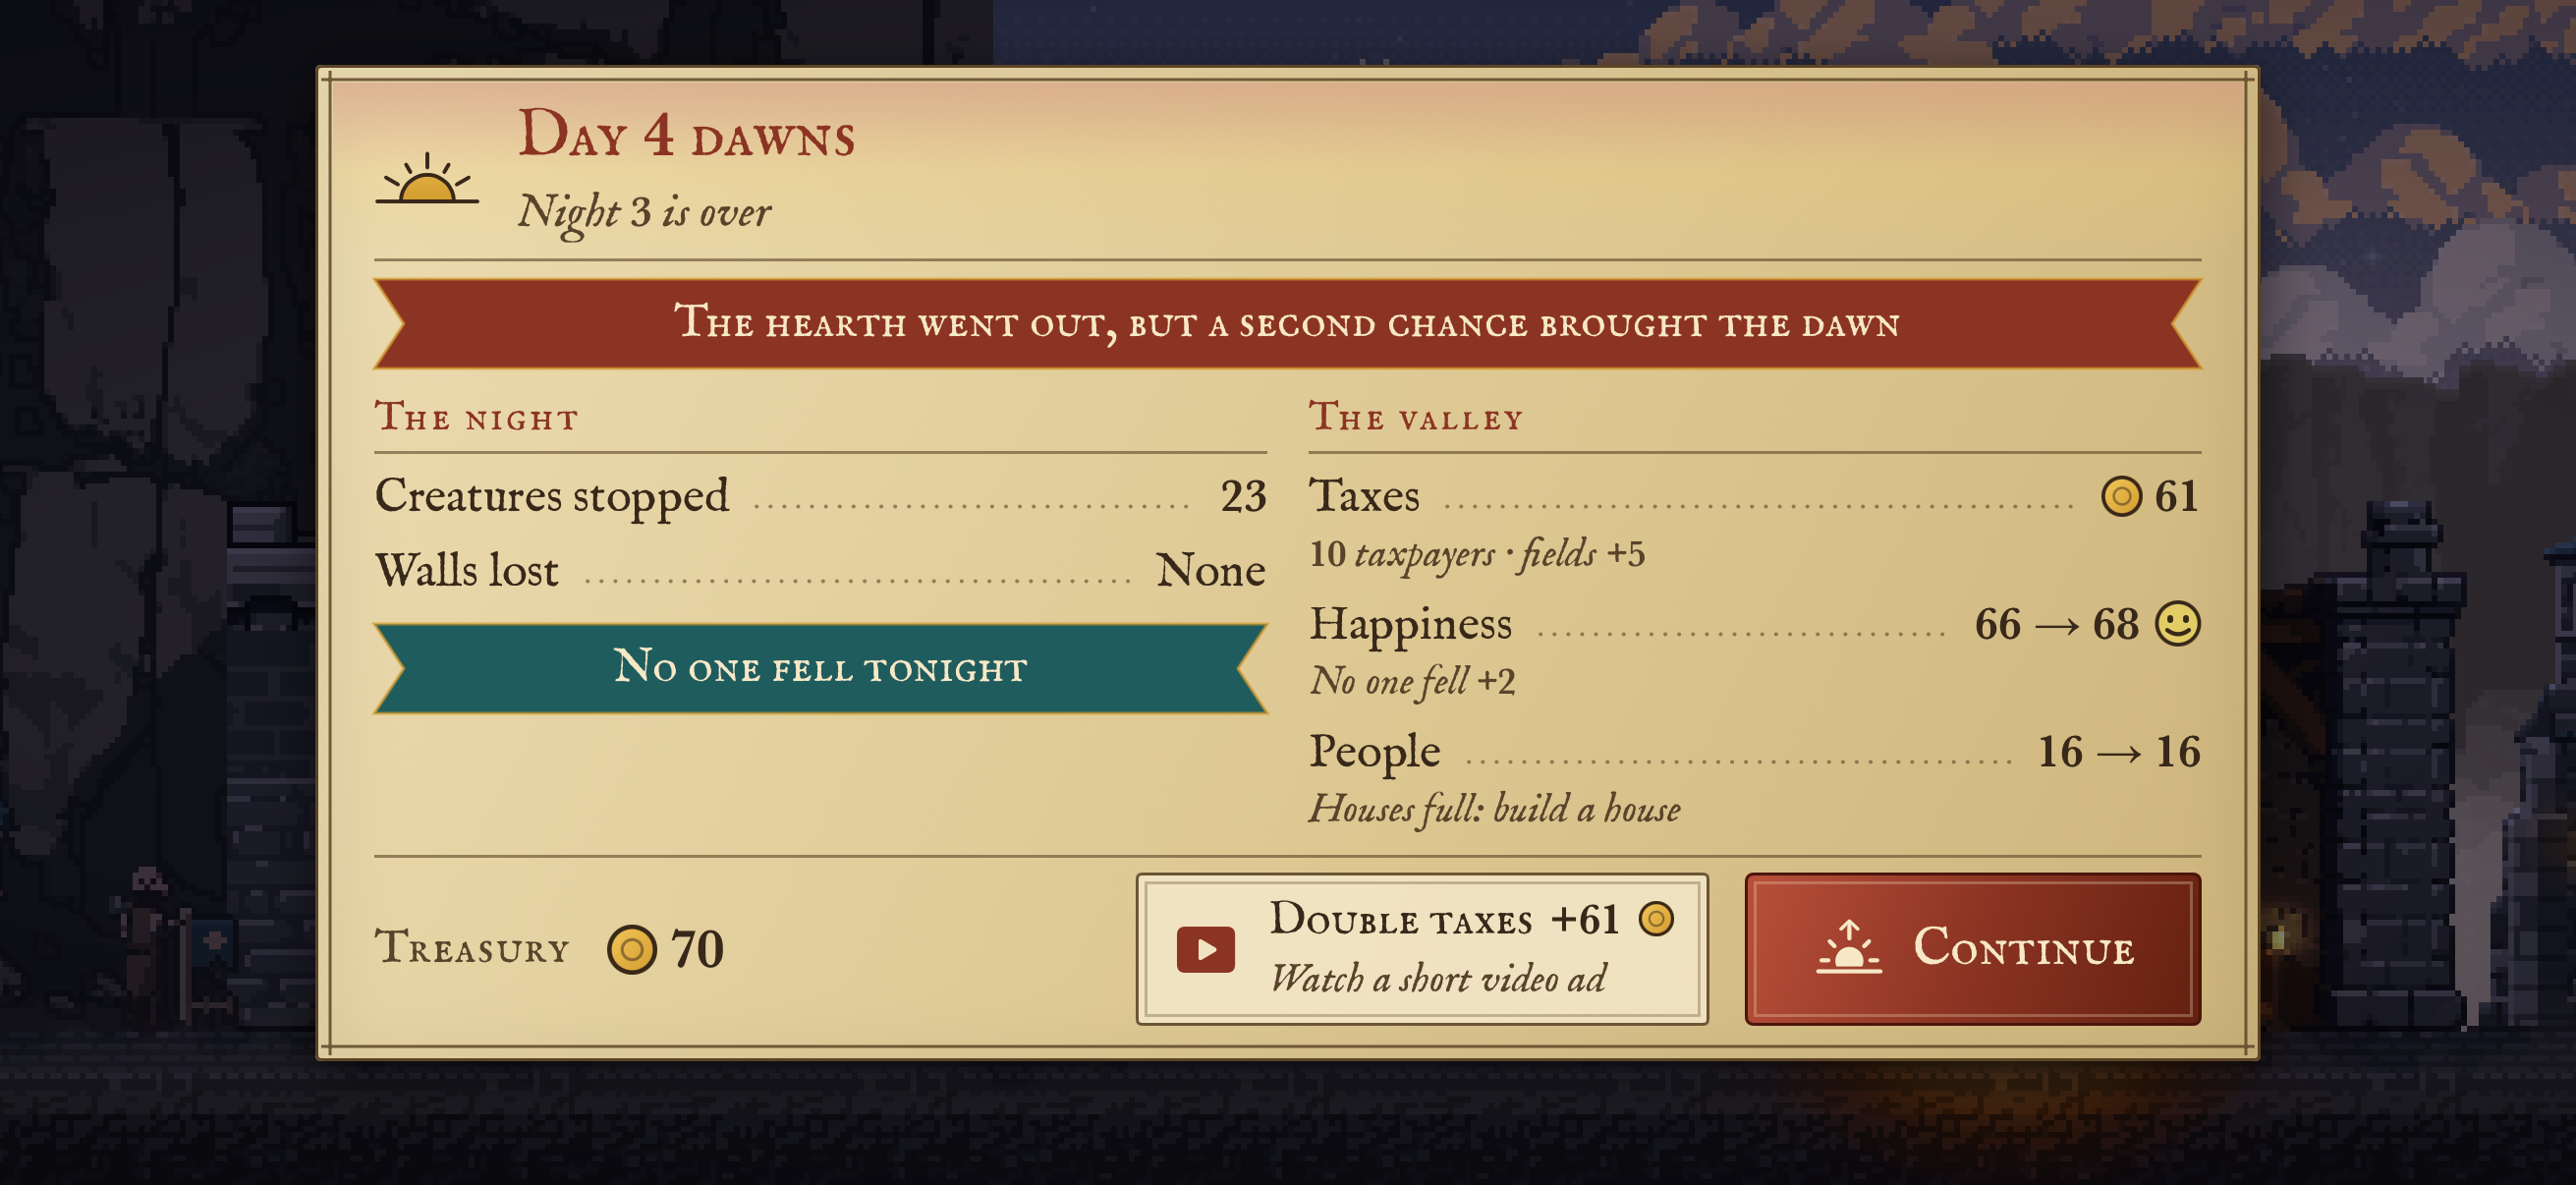 Day 4 dawns
Night 3 is over
The hearth went out, but a second chance brought the dawn
The night
Creatures stopped 23
Walls lost None
No one fell tonight
The valley
Taxes 61
10 taxpayers · fields +5
Happiness 66 → 68
No one fell +2
People 16 → 16
Houses full: build a house
Treasury 70
Double taxes +61
Watch a short video ad
Continue